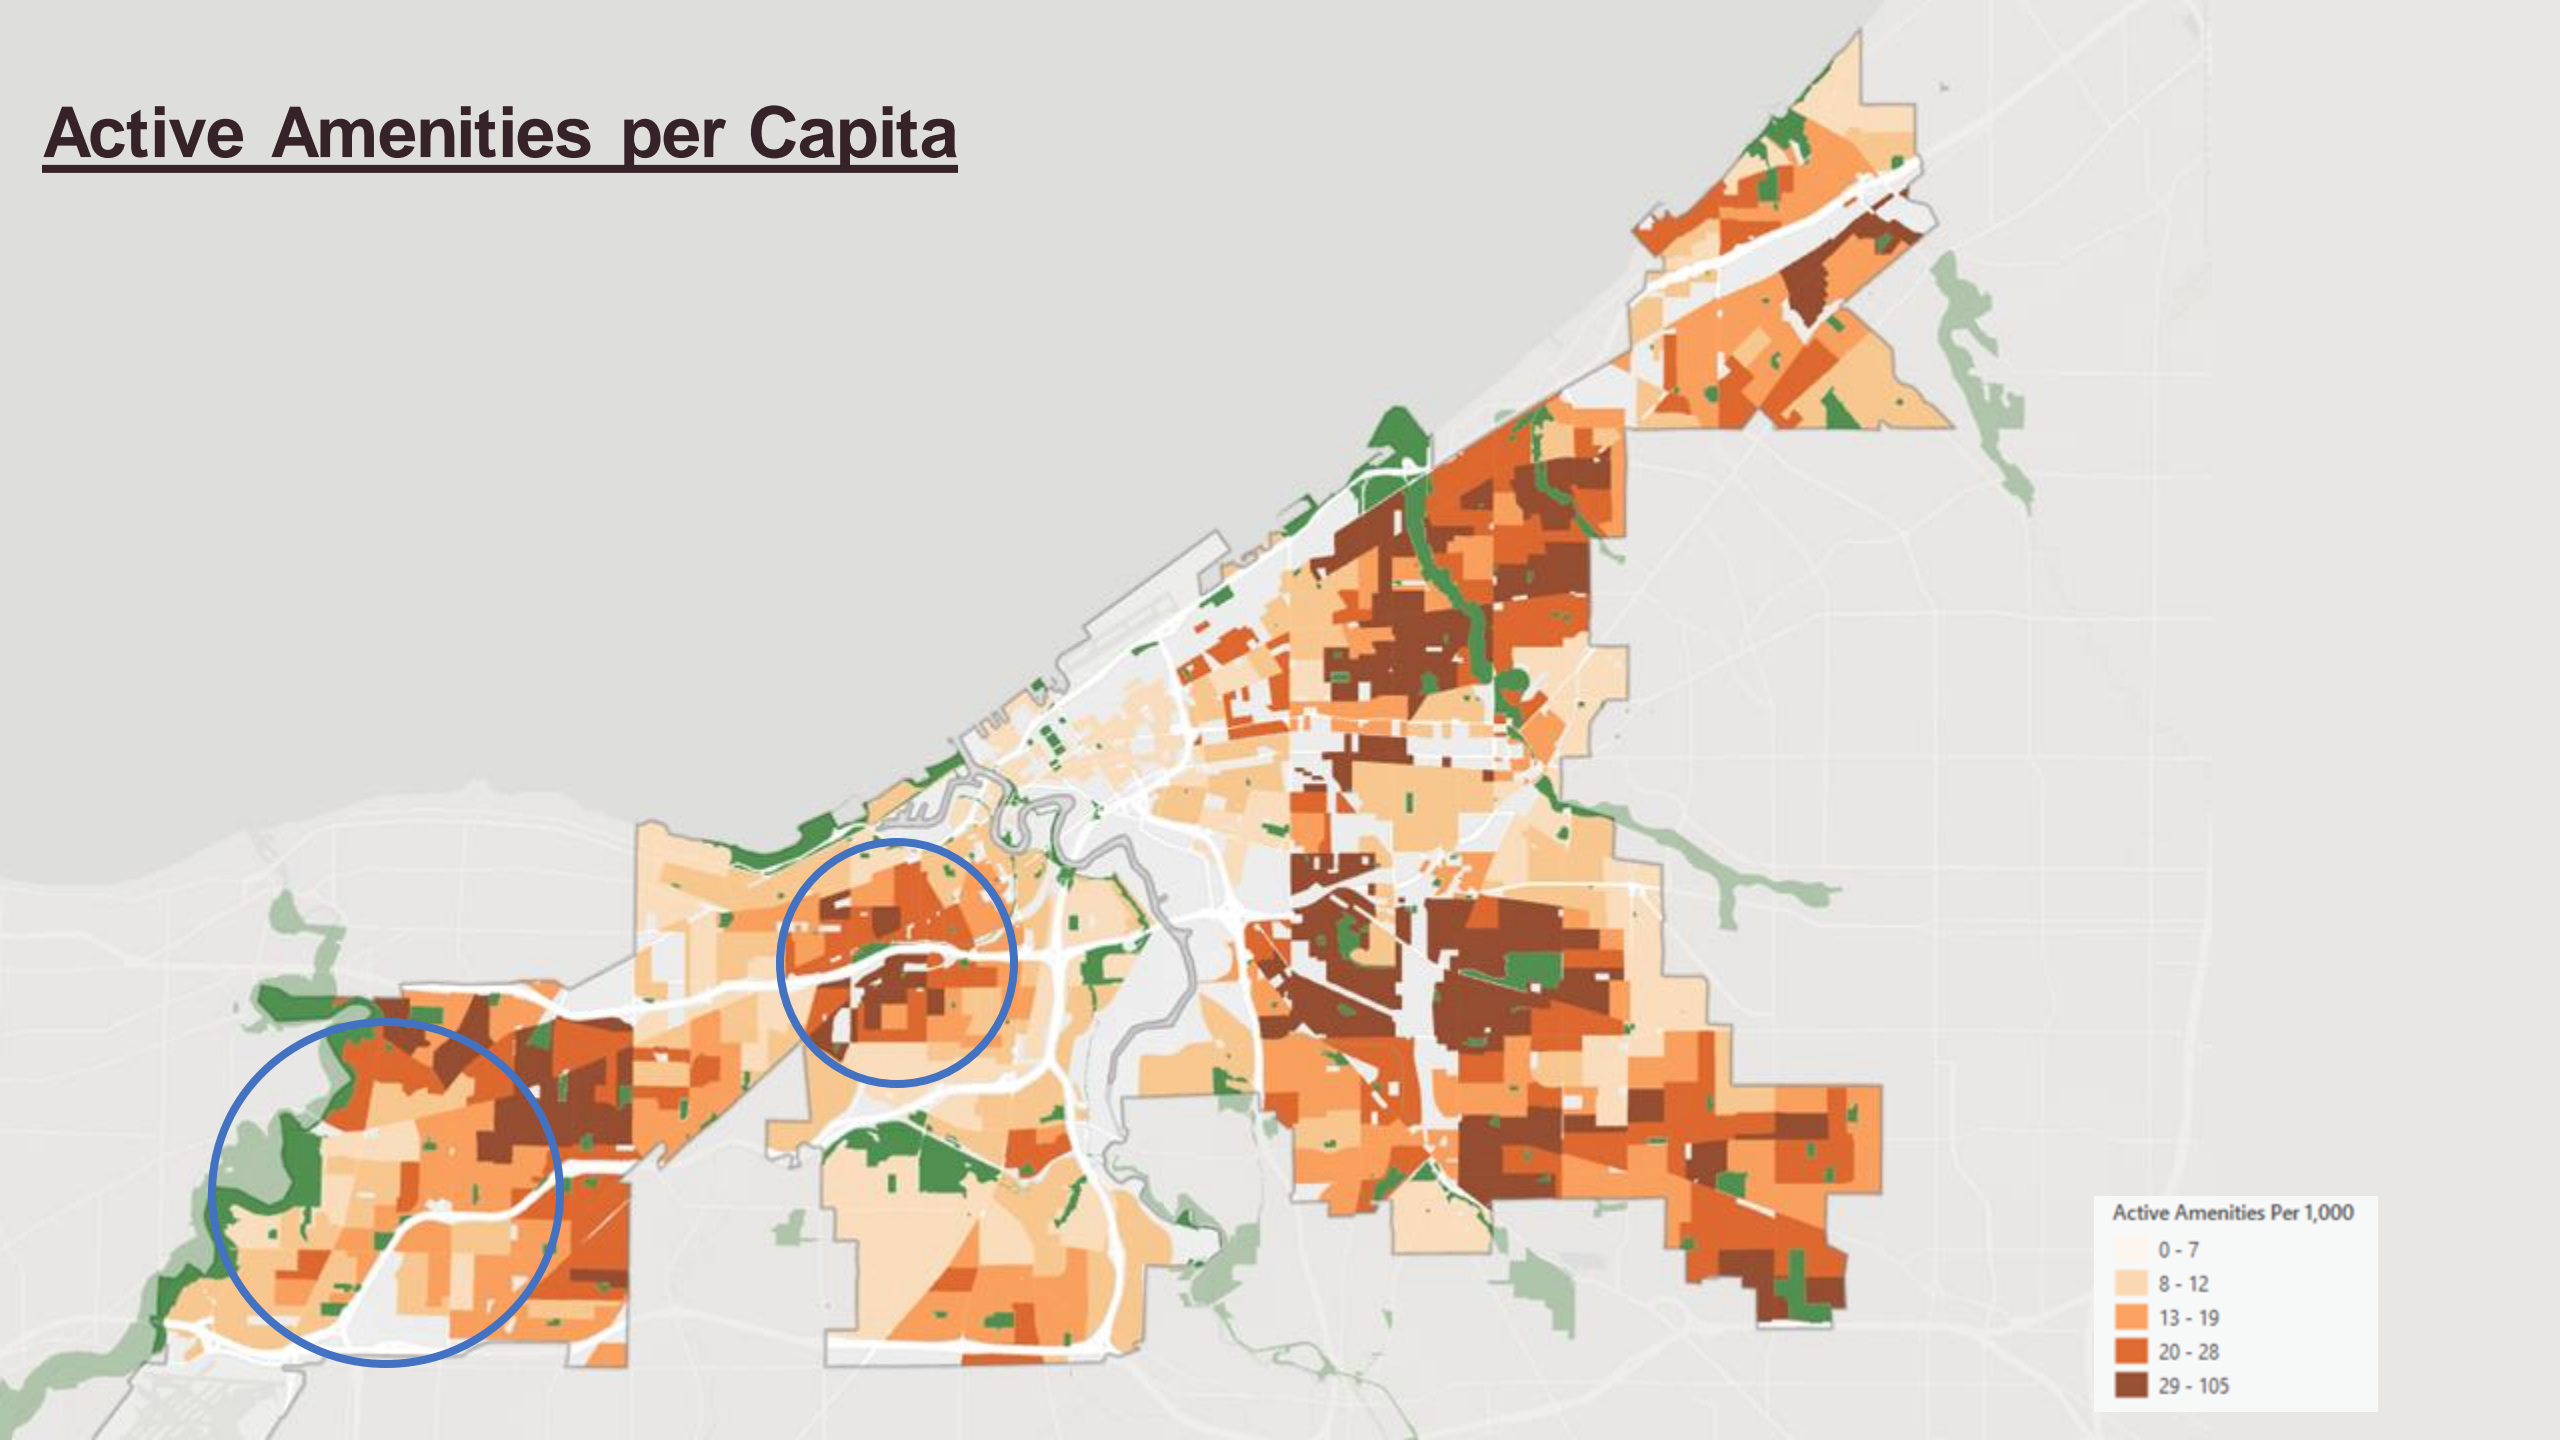 Active Amenities per Capita
Active Amenities Per 1,000
0 - 7
8 - 12
13 - 19
20 - 28
29 - 105